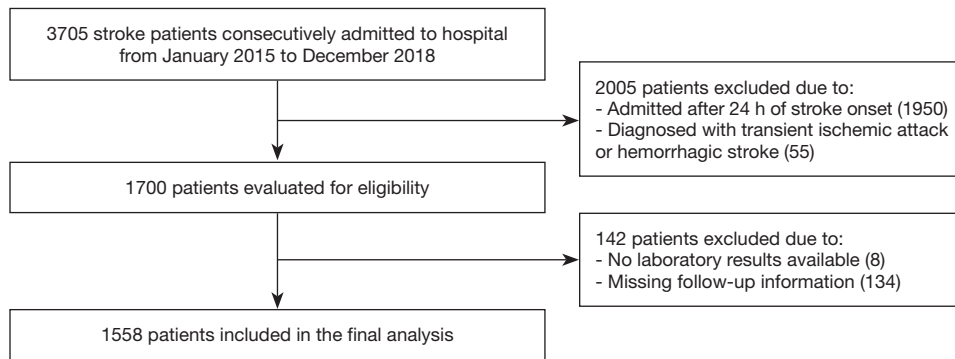 3705 stroke patients consecutively admitted to hospital
from January 2015 to December 2018
2005 patients excluded due to:
- Admitted after 24 h of stroke onset (1950)
- Diagnosed with transient ischemic attack
or hemorrhagic stroke (55)
1700 patients evaluated for eligibility
142 patients excluded due to:
- No laboratory results available (8)
- Missing follow-up information (134)
1558 patients included in the final analysis